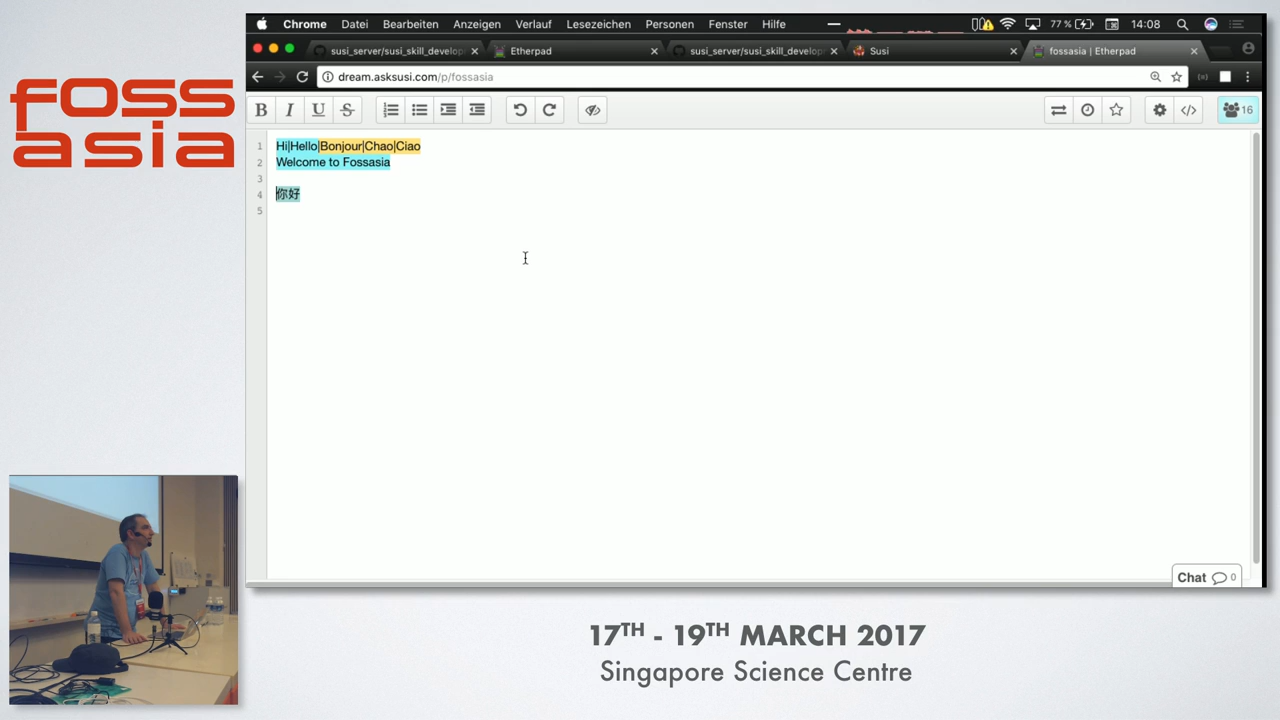 foss
asia
Chrome Datei Bearbeiten Anzeigen Verlauf Lesezeichen Personen Fenster Hilfe 77 % 14:08
susi_server/susi_skill_develop Etherpad susi_server/susi_skill_develop Susi fossasia | Etherpad
dream.asksusi.com/p/fossasia
B I U S 16
1 Hi|Hello|Bonjour|Chao|Ciao
2 Welcome to Fossasia
3
4 你好
5
Chat 0
17TH - 19TH MARCH 2017
Singapore Science Centre